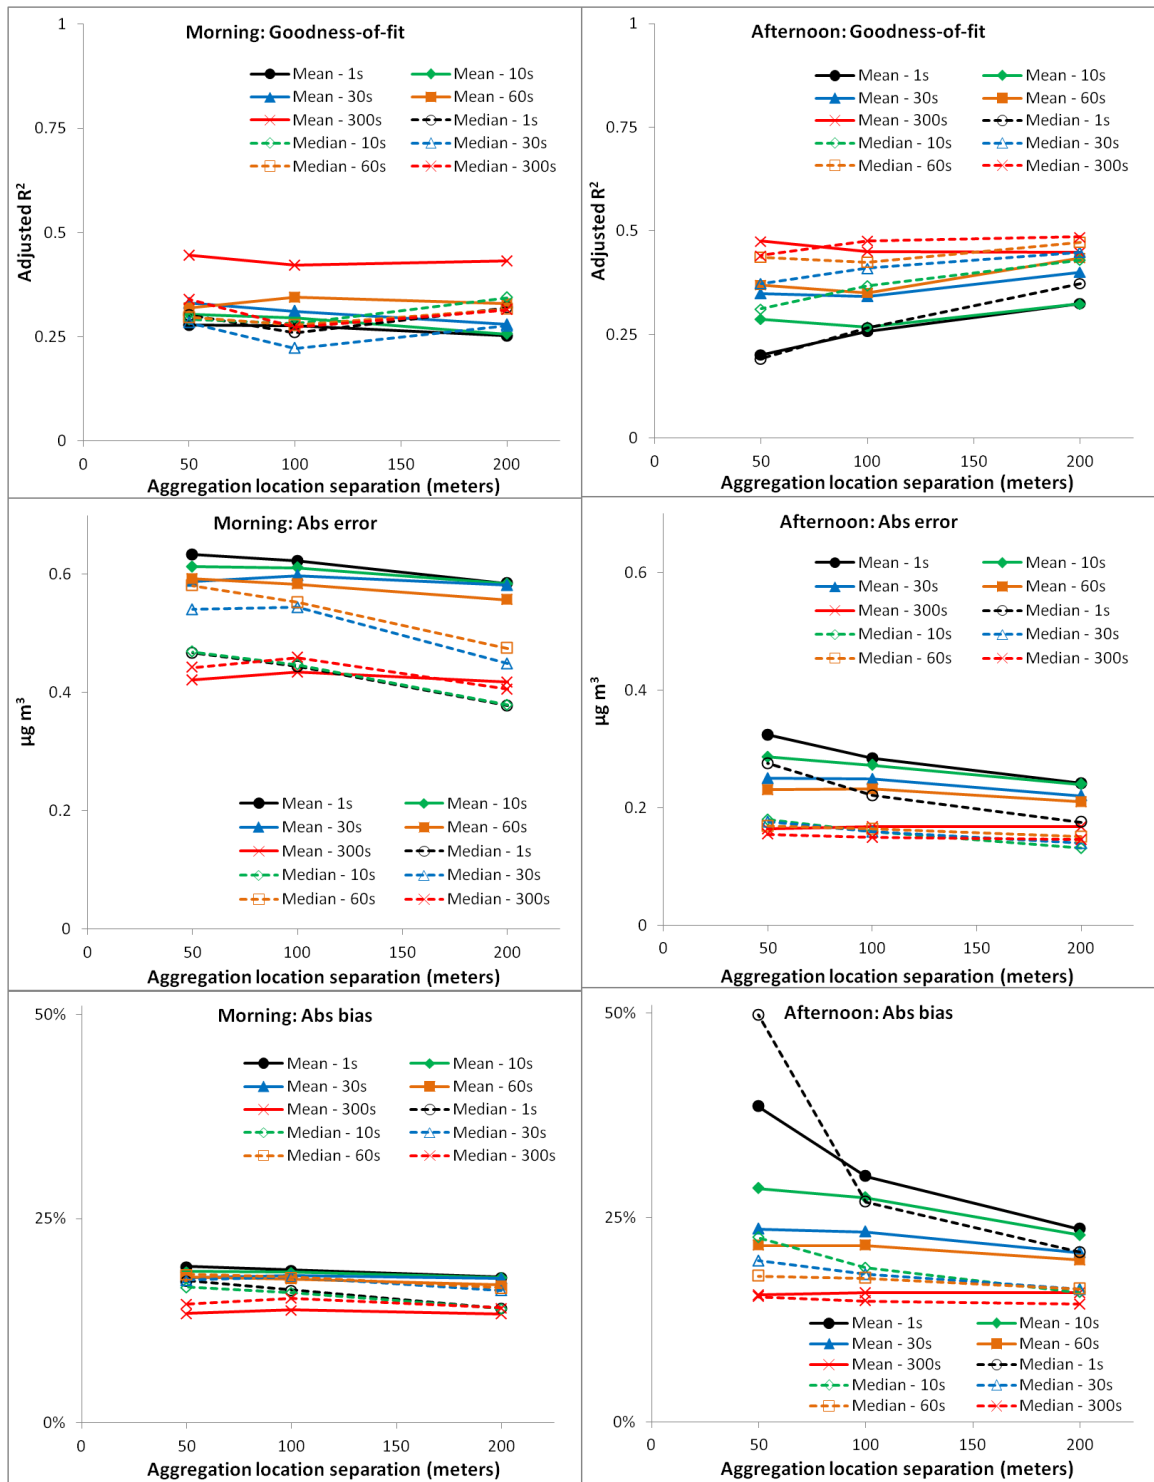 Morning: Goodness-of-fit
1
0.75
0.5
0.25
0
Adjusted R²
Mean - 1s
Mean - 10s
Mean - 30s
Mean - 60s
Mean - 300s
Median - 1s
Median - 10s
Median - 30s
Median - 60s
Median - 300s
0 50 100 150 200
Aggregation location separation (meters)
Afternoon: Goodness-of-fit
1
0.75
0.5
0.25
0
Adjusted R²
Mean - 1s
Mean - 10s
Mean - 30s
Mean - 60s
Mean - 300s
Median - 1s
Median - 10s
Median - 30s
Median - 60s
Median - 300s
0 50 100 150 200
Aggregation location separation (meters)
Morning: Abs error
0.6
0.4
0.2
0
µg m³
Mean - 1s
Mean - 10s
Mean - 30s
Mean - 60s
Mean - 300s
Median - 1s
Median - 10s
Median - 30s
Median - 60s
Median - 300s
0 50 100 150 200
Aggregation location separation (meters)
Afternoon: Abs error
0.6
0.4
0.2
0
µg m³
Mean - 1s
Mean - 10s
Mean - 30s
Mean - 60s
Mean - 300s
Median - 1s
Median - 10s
Median - 30s
Median - 60s
Median - 300s
0 50 100 150 200
Aggregation location separation (meters)
Morning: Abs bias
50%
25%
0%
Mean - 1s
Mean - 10s
Mean - 30s
Mean - 60s
Mean - 300s
Median - 1s
Median - 10s
Median - 30s
Median - 60s
Median - 300s
0 50 100 150 200
Aggregation location separation (meters)
Afternoon: Abs bias
50%
25%
0%
Mean - 1s
Mean - 10s
Mean - 30s
Mean - 60s
Mean - 300s
Median - 1s
Median - 10s
Median - 30s
Median - 60s
Median - 300s
0 50 100 150 200
Aggregation location separation (meters)